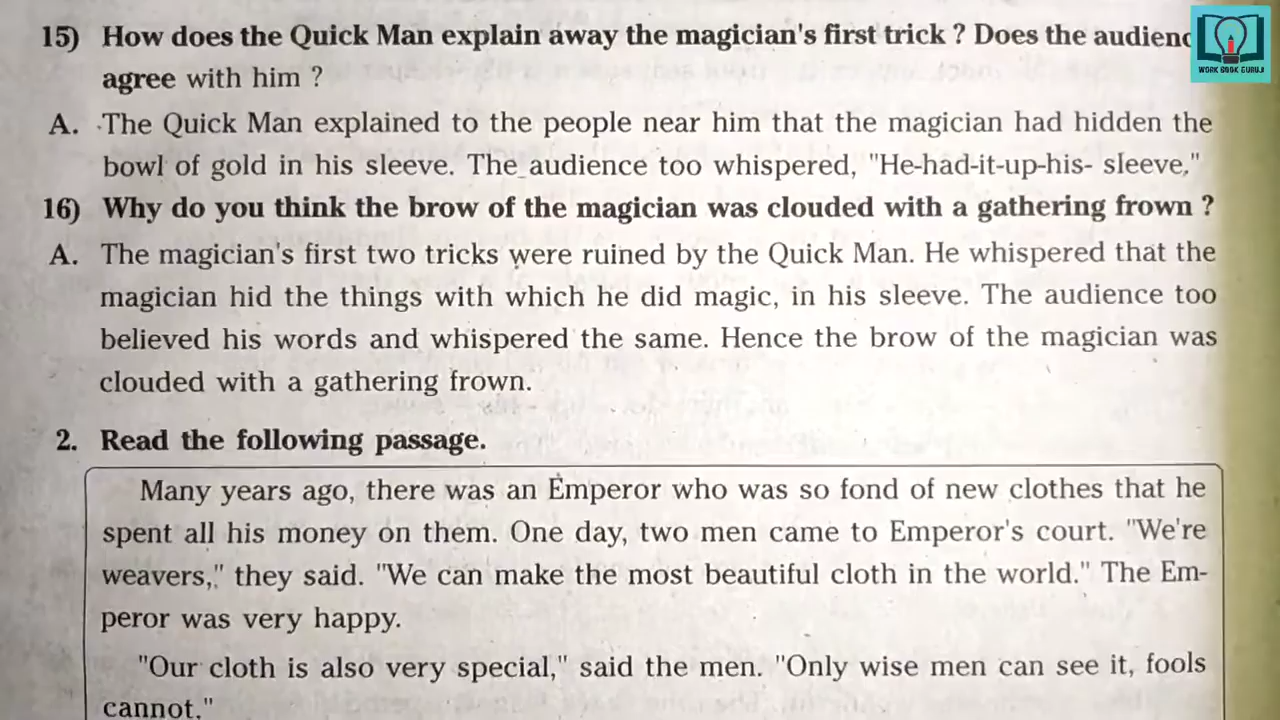 15) How does the Quick Man explain away the magician's first trick ? Does the audienc
agree with him ?
A. The Quick Man explained to the people near him that the magician had hidden the
bowl of gold in his sleeve. The audience too whispered, "He-had-it-up-his- sleeve,"
16) Why do you think the brow of the magician was clouded with a gathering frown ?
A. The magician's first two tricks were ruined by the Quick Man. He whispered that the
magician hid the things with which he did magic, in his sleeve. The audience too
believed his words and whispered the same. Hence the brow of the magician was
clouded with a gathering frown.
2. Read the following passage.
Many years ago, there was an Emperor who was so fond of new clothes that he
spent all his money on them. One day, two men came to Emperor's court. "We're
weavers," they said. "We can make the most beautiful cloth in the world." The Em-
peror was very happy.
"Our cloth is also very special," said the men. "Only wise men can see it, fools
cannot."
WORK BOOK GURUJ